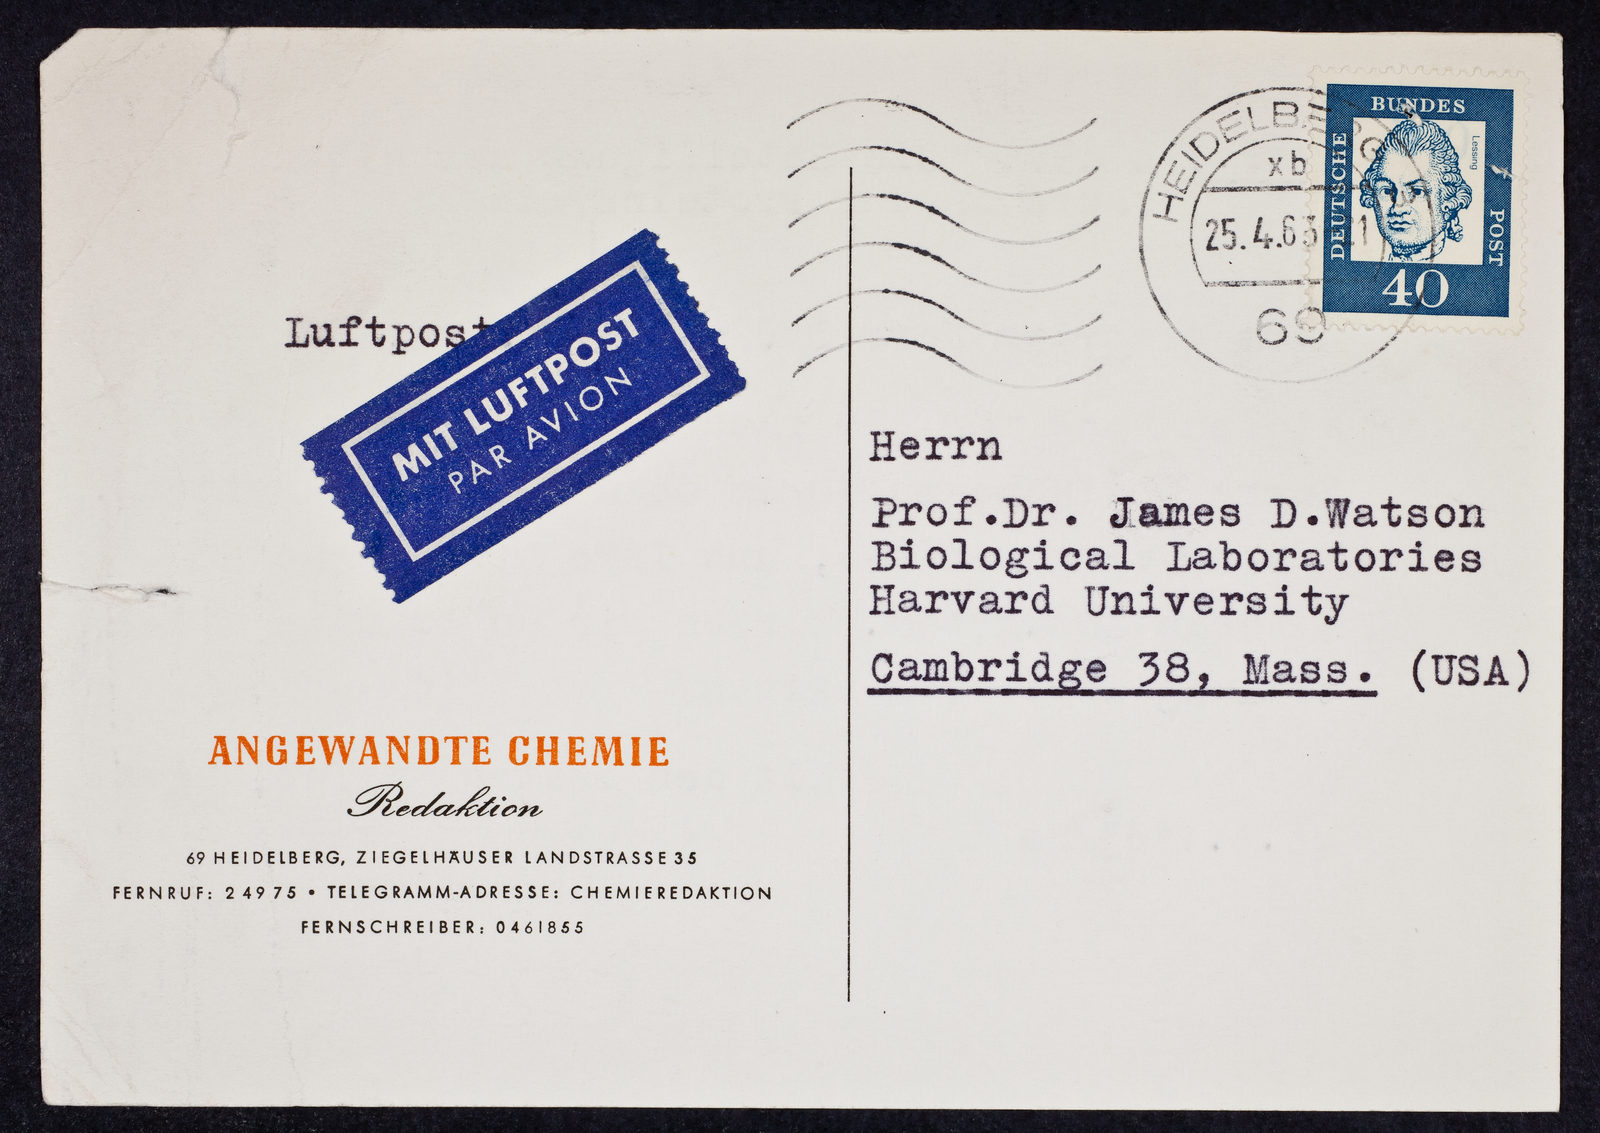 BUNDES
DEUTSCHE
POST
Lessing
40
HEIDELBERG
xb
25.4.63
21
69
Luftpost
MIT LUFTPOST
PAR AVION
Herrn
Prof.Dr. James D.Watson
Biological Laboratories
Harvard University
Cambridge 38, Mass. (USA)
ANGEWANDTE CHEMIE
Redaktion
69 HEIDELBERG, ZIEGELHÄUSER LANDSTRASSE 35
FERNRUF: 24975 • TELEGRAMM-ADRESSE: CHEMIEREDAKTION
FERNSCHREIBER: 0461855